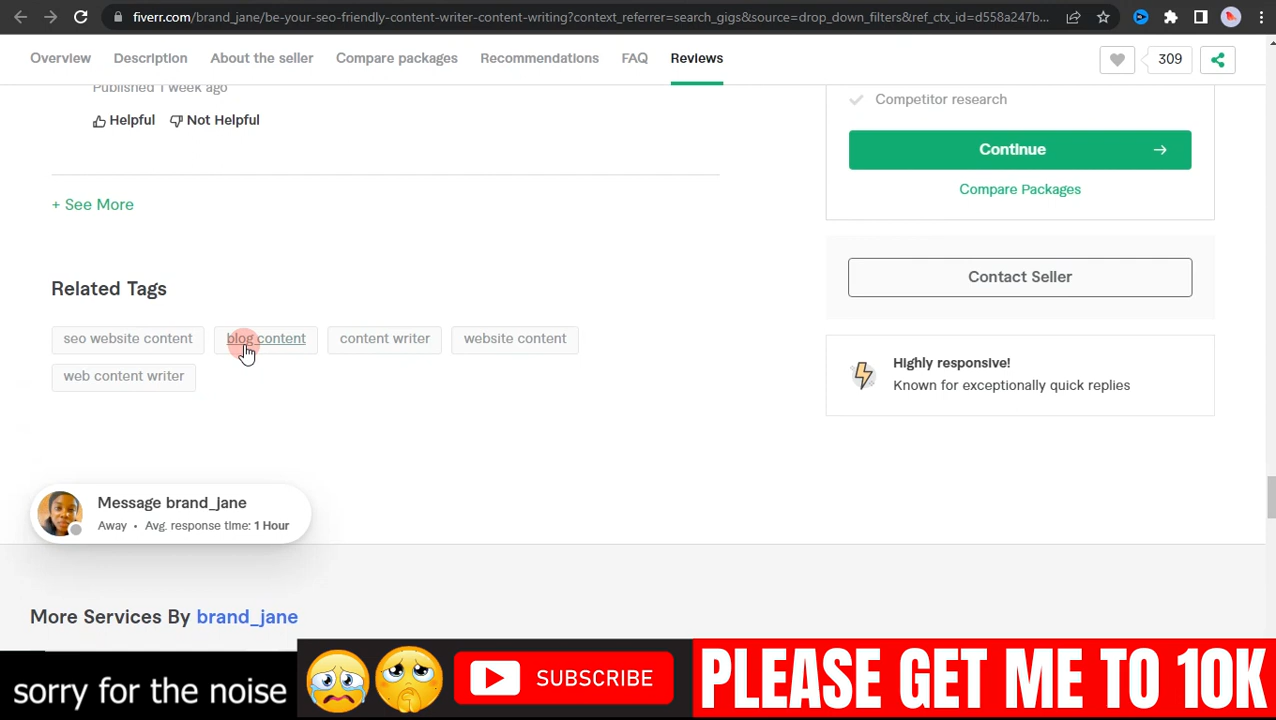 fiverr.com/brand_jane/be-your-seo-friendly-content-writer-content-writing?context_referrer=search_gigs&source=drop_down_filters&ref_ctx_id=d558a247b...
Overview Description About the seller Compare packages Recommendations FAQ Reviews 309
Published 1 week ago
Helpful Not Helpful
+ See More
Competitor research
Continue →
Compare Packages
Contact Seller
Highly responsive!
Known for exceptionally quick replies
Related Tags
seo website content blog content content writer website content
web content writer
Message brand_jane
Away • Avg. response time: 1 Hour
More Services By brand_jane
sorry for the noise SUBSCRIBE PLEASE GET ME TO 10K